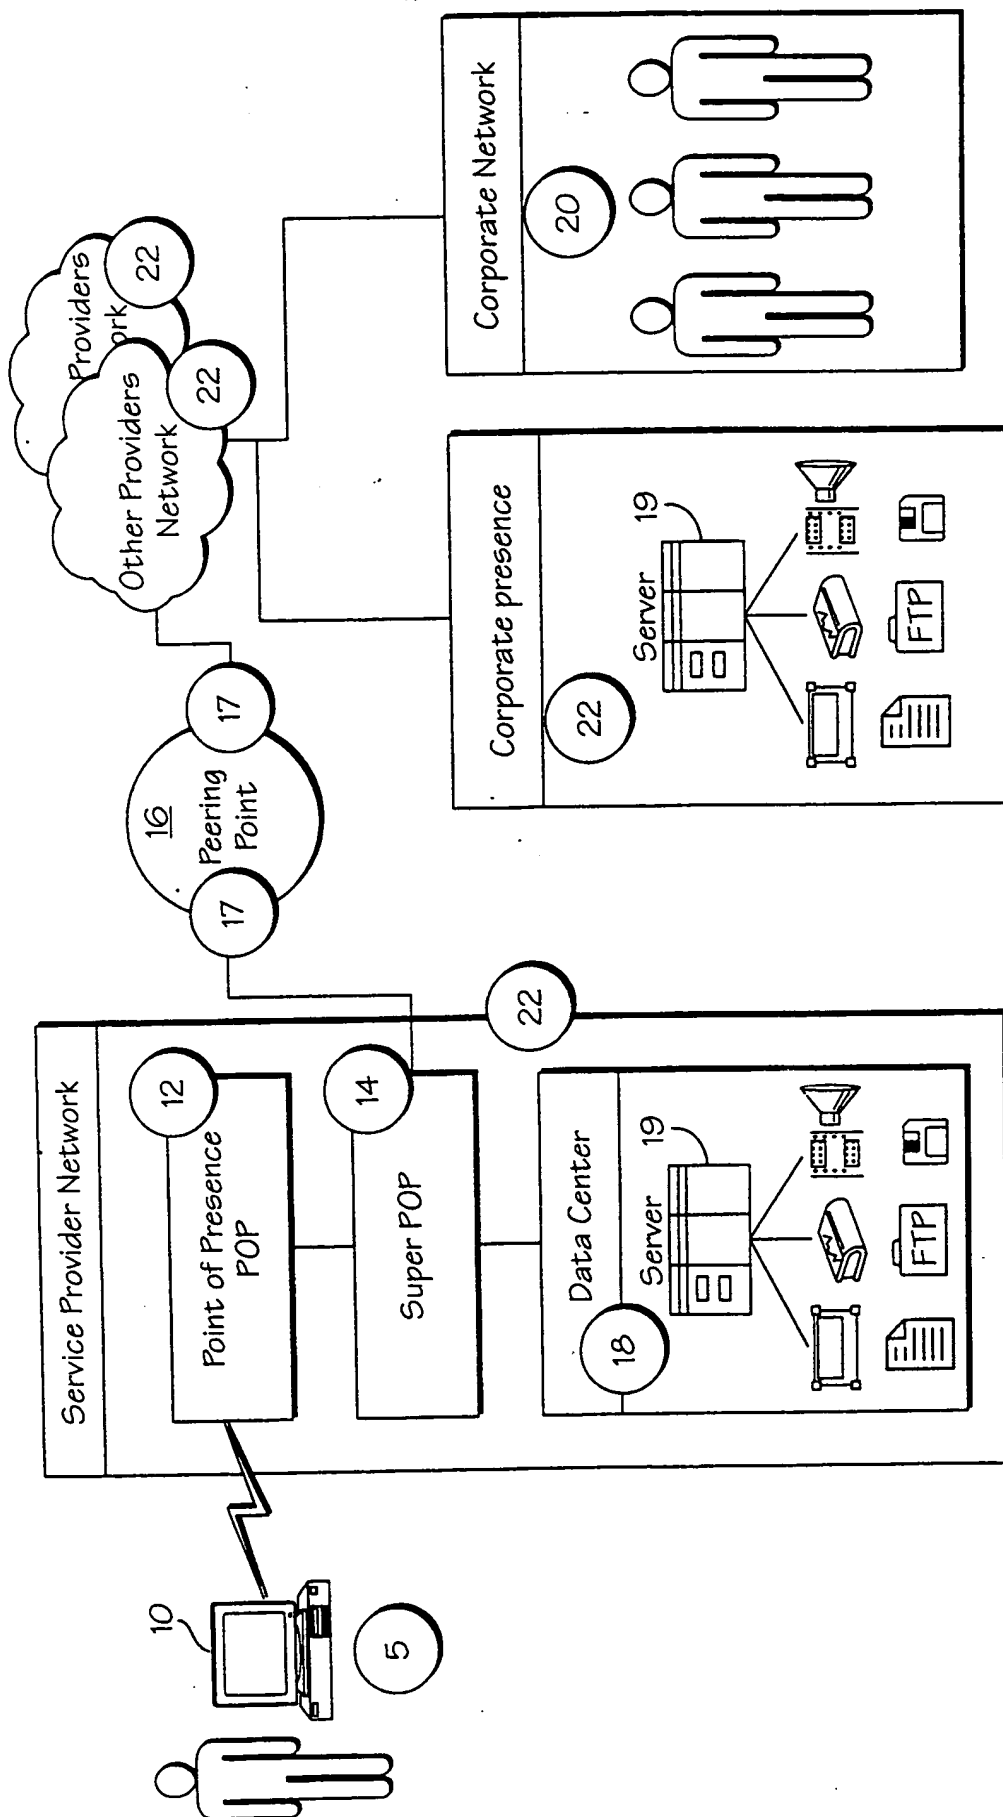 10
5
Service Provider Network
12
Point of Presence
POP
14
Super POP
22
Data Center
18
Server
19
FTP
17
16
Peering
Point
17
Other Providers
Network
22
Providers
ork
22
Corporate presence
22
Server
19
FTP
Corporate Network
20